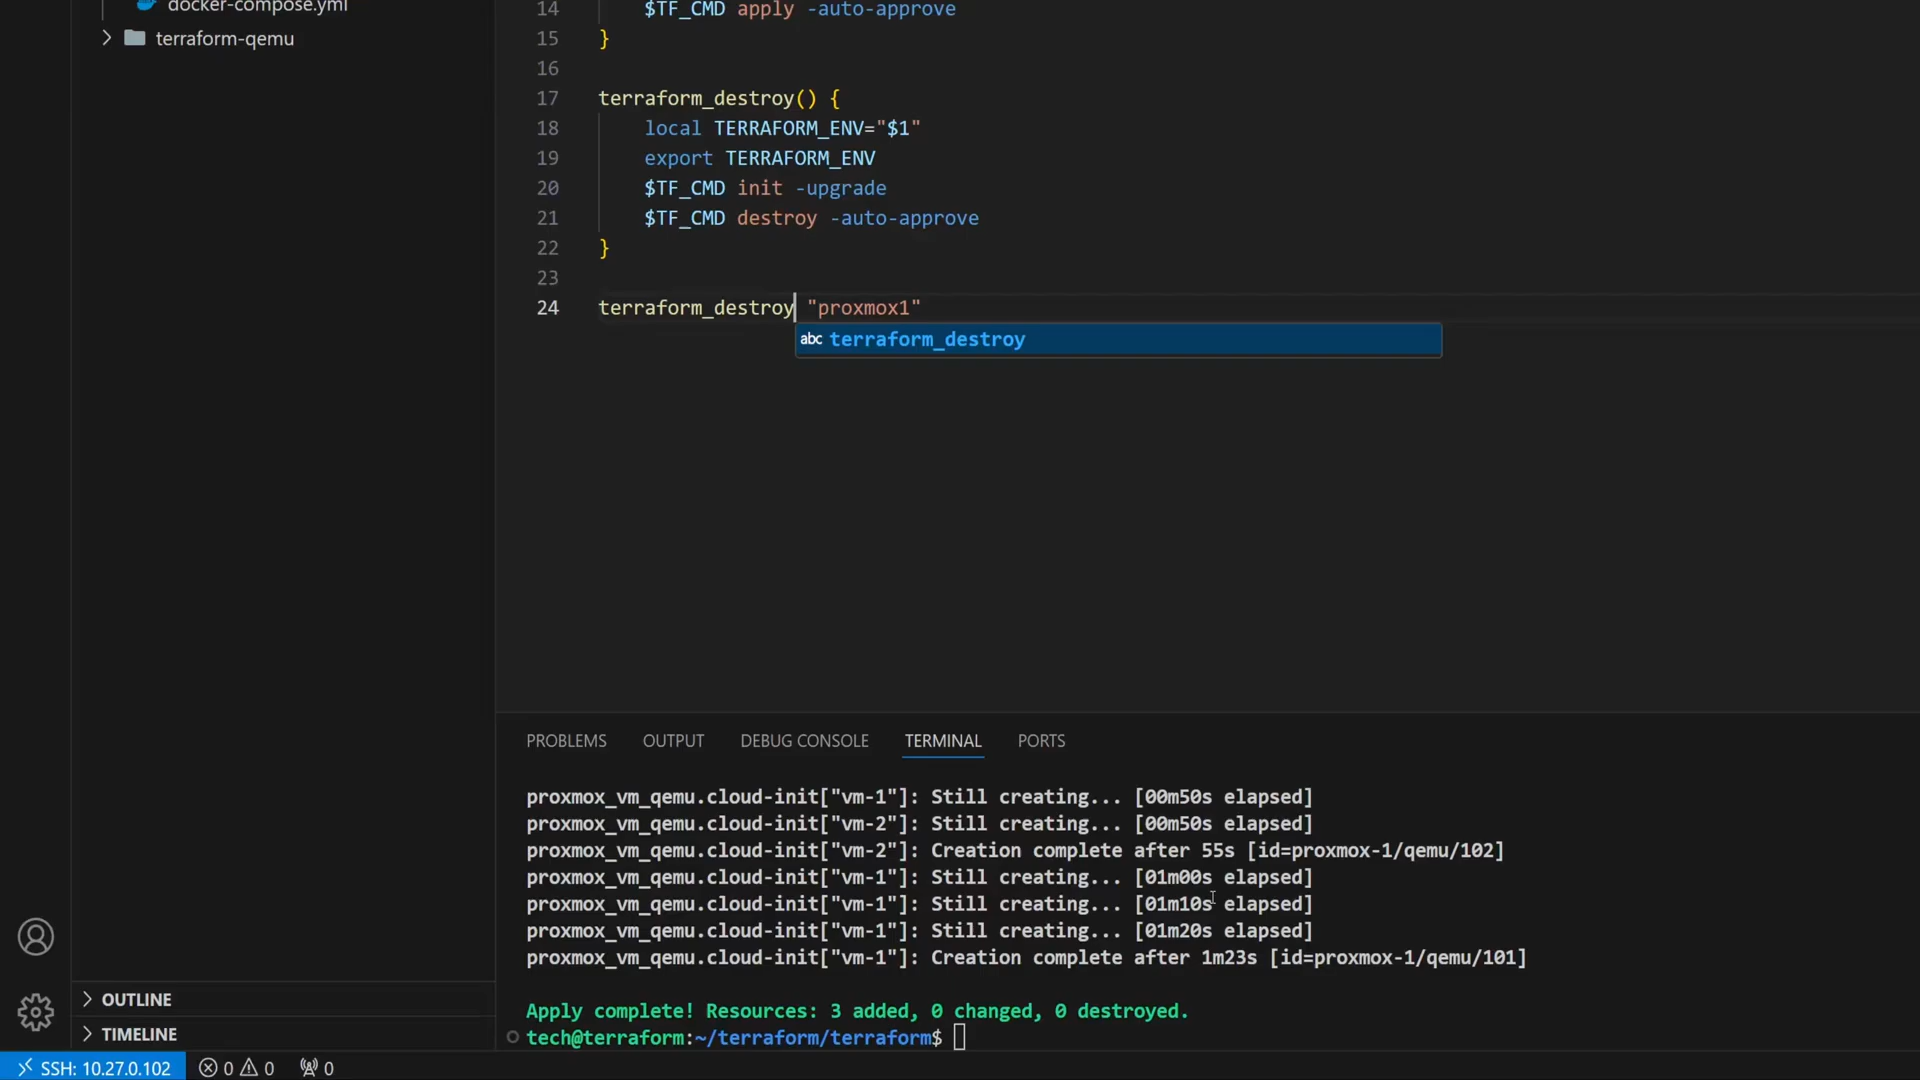 docker-compose.yml
terraform-qemu
14 $TF_CMD apply -auto-approve
15 }
16
17 terraform_destroy() {
18 local TERRAFORM_ENV="$1"
19 export TERRAFORM_ENV
20 $TF_CMD init -upgrade
21 $TF_CMD destroy -auto-approve
22 }
23
24 terraform_destroy "proxmox1"
abc terraform_destroy
PROBLEMS OUTPUT DEBUG CONSOLE TERMINAL PORTS
proxmox_vm_qemu.cloud-init["vm-1"]: Still creating... [00m50s elapsed]
proxmox_vm_qemu.cloud-init["vm-2"]: Still creating... [00m50s elapsed]
proxmox_vm_qemu.cloud-init["vm-2"]: Creation complete after 55s [id=proxmox-1/qemu/102]
proxmox_vm_qemu.cloud-init["vm-1"]: Still creating... [01m00s elapsed]
proxmox_vm_qemu.cloud-init["vm-1"]: Still creating... [01m10s elapsed]
proxmox_vm_qemu.cloud-init["vm-1"]: Still creating... [01m20s elapsed]
proxmox_vm_qemu.cloud-init["vm-1"]: Creation complete after 1m23s [id=proxmox-1/qemu/101]
Apply complete! Resources: 3 added, 0 changed, 0 destroyed.
tech@terraform:~/terraform/terraform$
OUTLINE
TIMELINE
SSH: 10.27.0.102 0 0 0